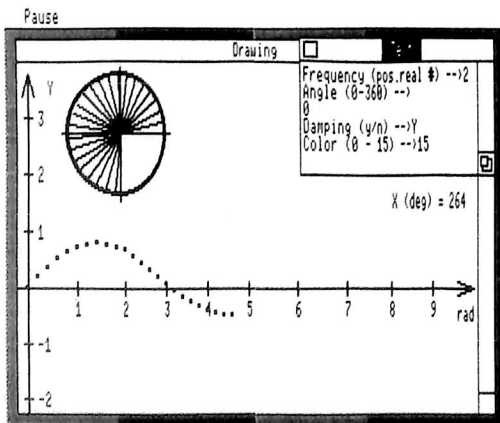 Pause
Drawing
Frequency (pos.real #) -->2
Angle (0-360) -->
0
Damping (y/n) -->Y
Color (0 - 15) -->15
X (deg) = 264
Y
3
2
1
1 2 3 4 5 6 7 8 9 rad
-1
-2